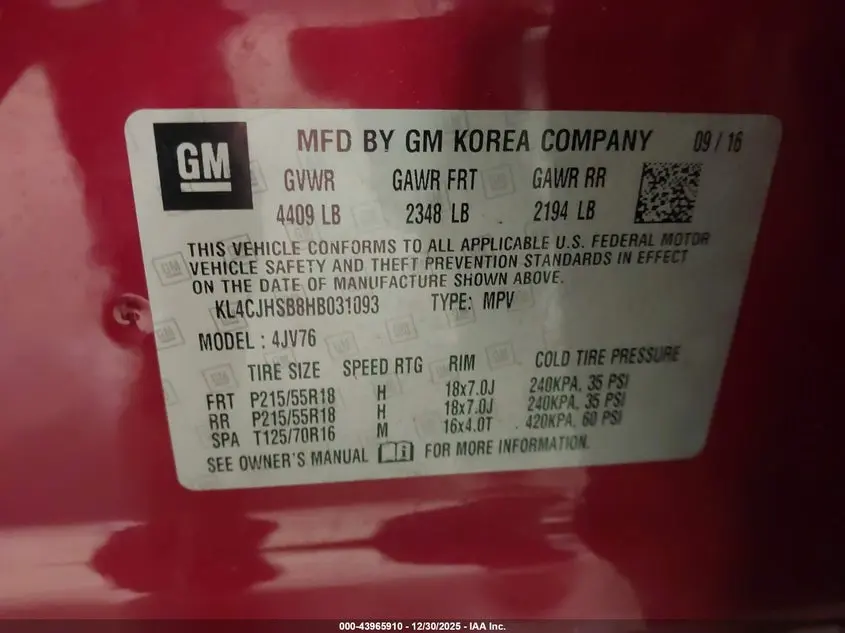 GM
MFD BY GM KOREA COMPANY 09 / 16
GVWR GAWR FRT GAWR RR
4409 LB 2348 LB 2194 LB
THIS VEHICLE CONFORMS TO ALL APPLICABLE U.S. FEDERAL MOTOR
VEHICLE SAFETY AND THEFT PREVENTION STANDARDS IN EFFECT
ON THE DATE OF MANUFACTURE SHOWN ABOVE.
KL4CJHSB8HB031093 TYPE: MPV
MODEL : 4JV76
TIRE SIZE SPEED RTG RIM COLD TIRE PRESSURE
FRT P215/55R18 H 18x7.0J 240KPA, 35 PSI
RR P215/55R18 H 18x7.0J 240KPA, 35 PSI
SPA T125/70R16 M 16x4.0T 420KPA, 60 PSI
SEE OWNER'S MANUAL FOR MORE INFORMATION.
000-43965910 - 12/30/2025 - IAA Inc.